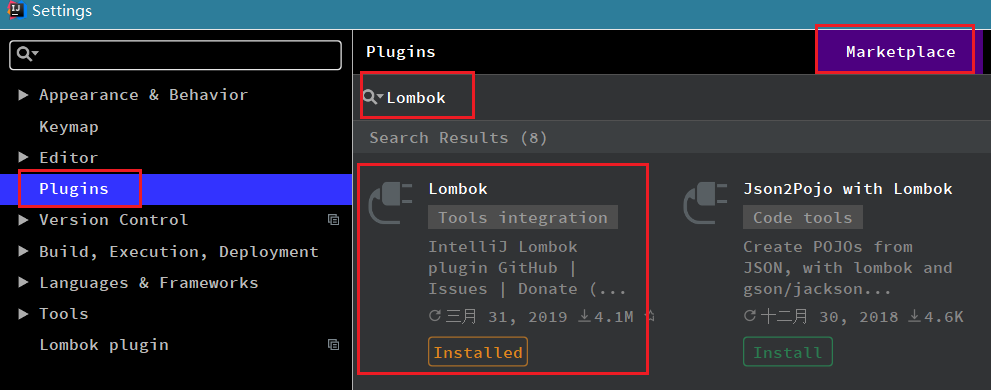 Settings
Appearance & Behavior
Keymap
Editor
Plugins
Version Control
Build, Execution, Deployment
Languages & Frameworks
Tools
Lombok plugin
Plugins
Marketplace
Lombok
Search Results (8)
Lombok
Tools integration
IntelliJ Lombok
plugin GitHub |
Issues | Donate (...
三月 31, 2019 4.1M
Installed
Json2Pojo with Lombok
Code tools
Create POJOs from
JSON, with lombok and
gson/jackson...
十二月 30, 2018 4.6K
Install